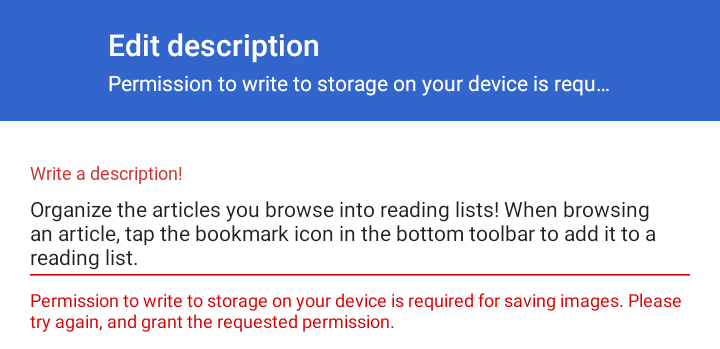 Edit description
Permission to write to storage on your device is requ...
Write a description!
Organize the articles you browse into reading lists! When browsing
an article, tap the bookmark icon in the bottom toolbar to add it to a
reading list.
Permission to write to storage on your device is required for saving images. Please
try again, and grant the requested permission.